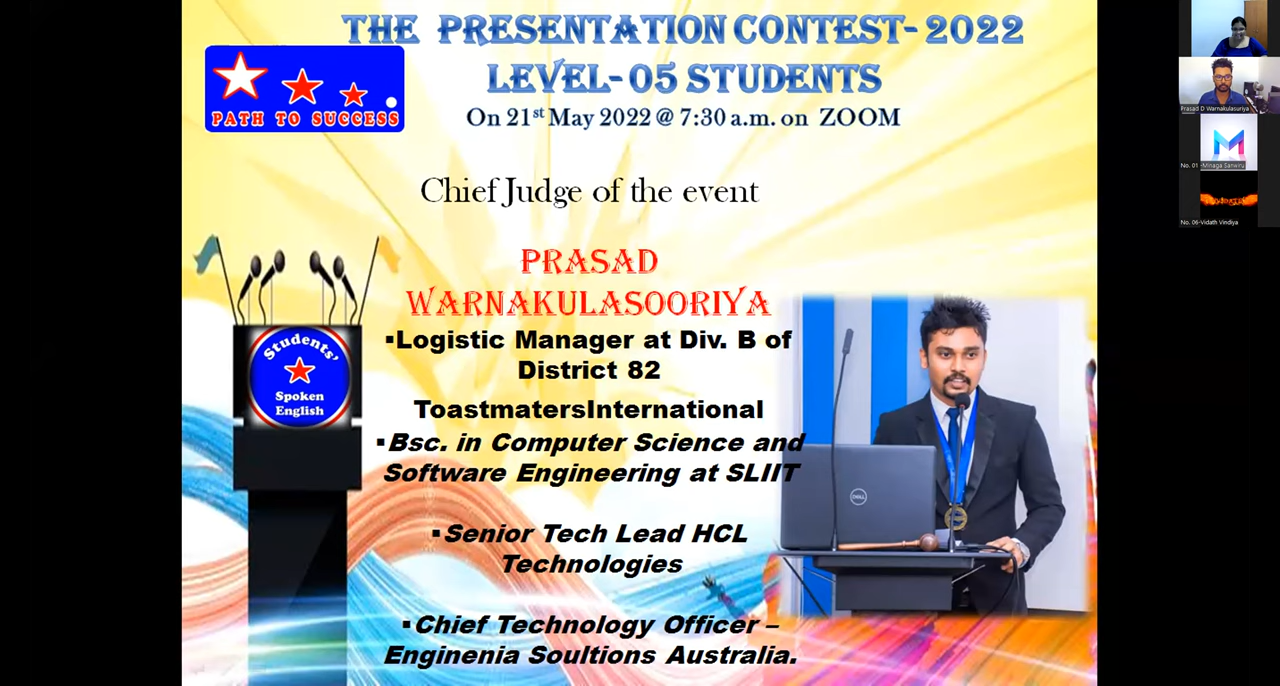 THE PRESENTATION CONTEST- 2022
LEVEL- 05 STUDENTS
On 21st May 2022 @ 7:30 a.m. on ZOOM
PATH TO SUCCESS
Chief Judge of the event
PRASAD
WARNAKULASOORIYA
▪Logistic Manager at Div. B of
District 82
ToastmatersInternational
▪Bsc. in Computer Science and
Software Engineering at SLIIT
▪Senior Tech Lead HCL
Technologies
▪Chief Technology Officer –
Enginenia Soultions Australia.
Students'
Spoken
English
DELL
Prasad D Warnakulasuriya
M
No. 01 -Minaga Sanwiru
No. 06-Vidath Vindiya